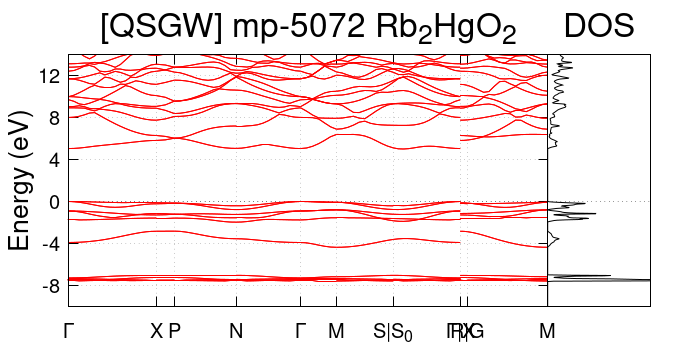 [QSGW] mp-5072 Rb₂HgO₂ DOS
Energy (eV)
12
8
4
0
-4
-8
Γ X P N Γ M S|S₀ M